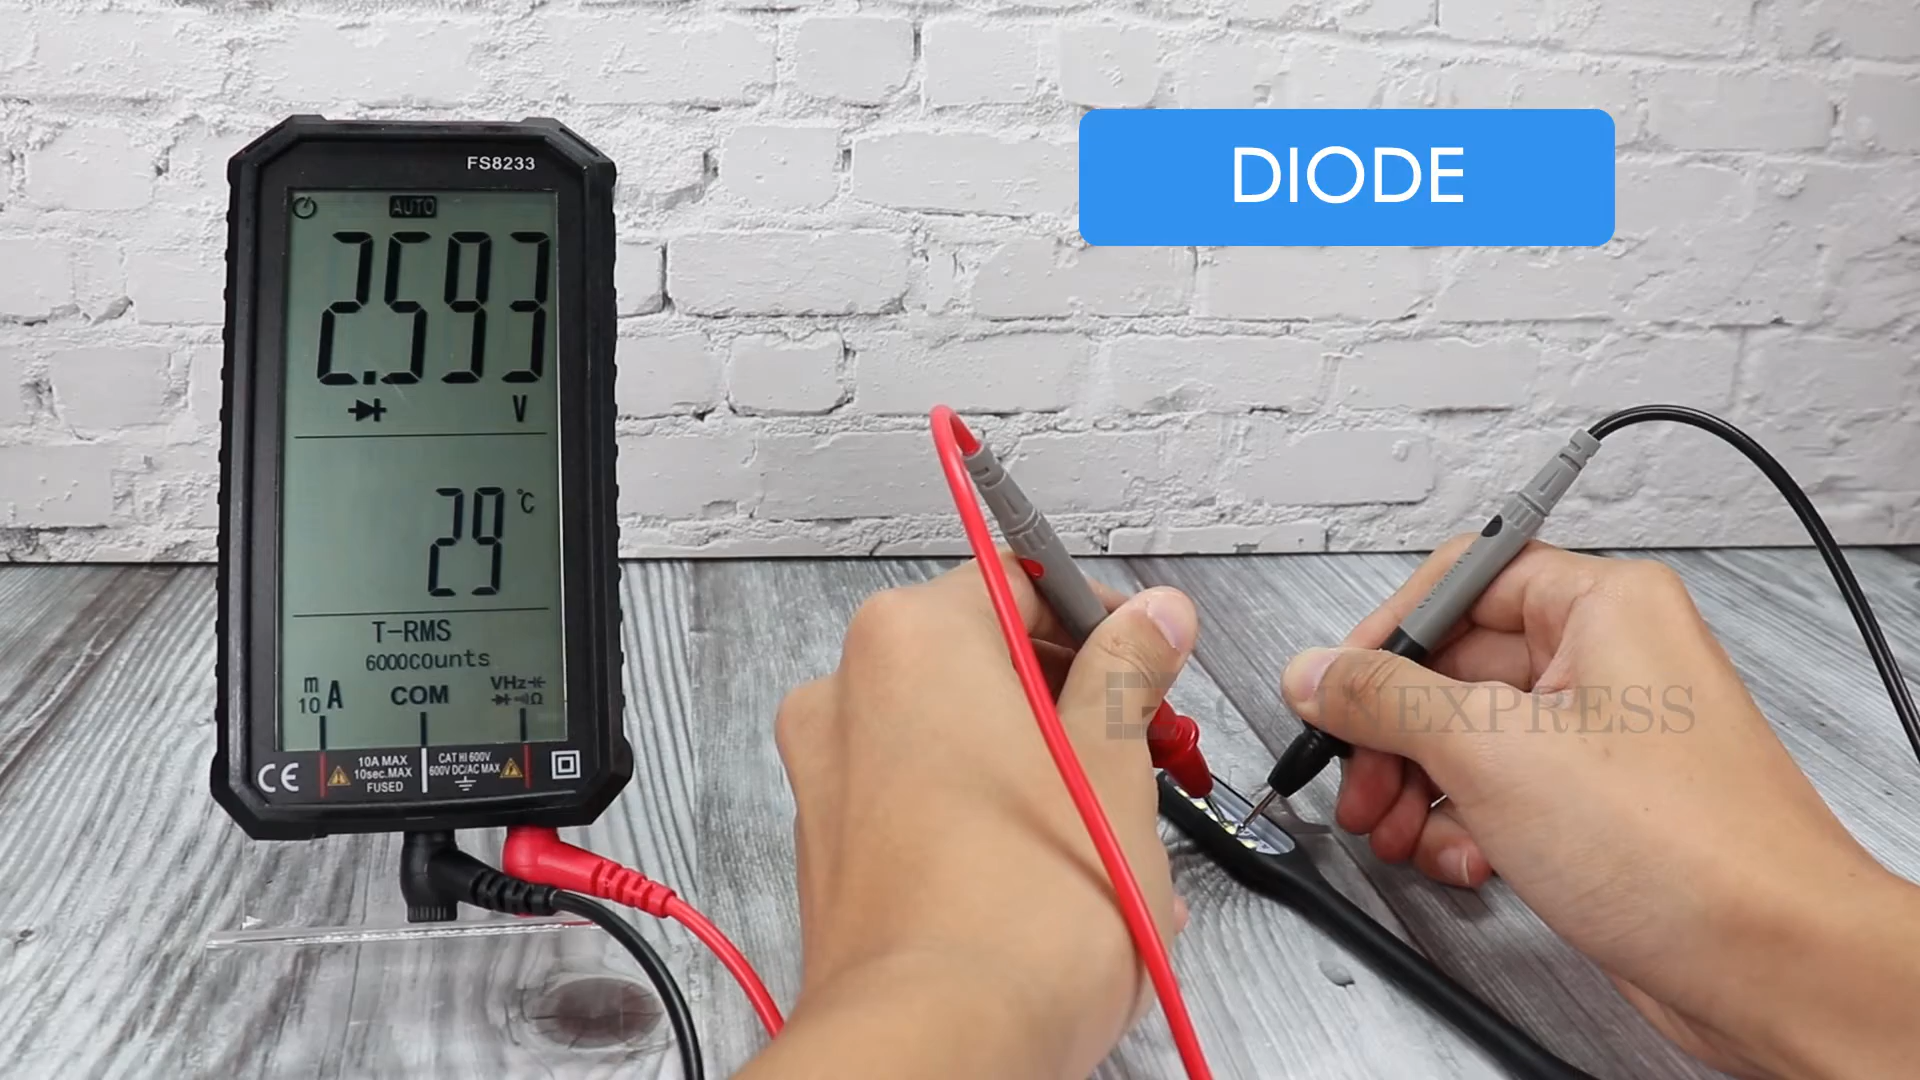 FS8233
DIODE
AUTO
2.593
V
29
°C
T-RMS
6000Counts
m
10 A
COM
VHz
Ω
10A MAX
10sec.MAX
FUSED
CAT III 600V
600V DC/AC MAX
CE
GAINEXPRESS